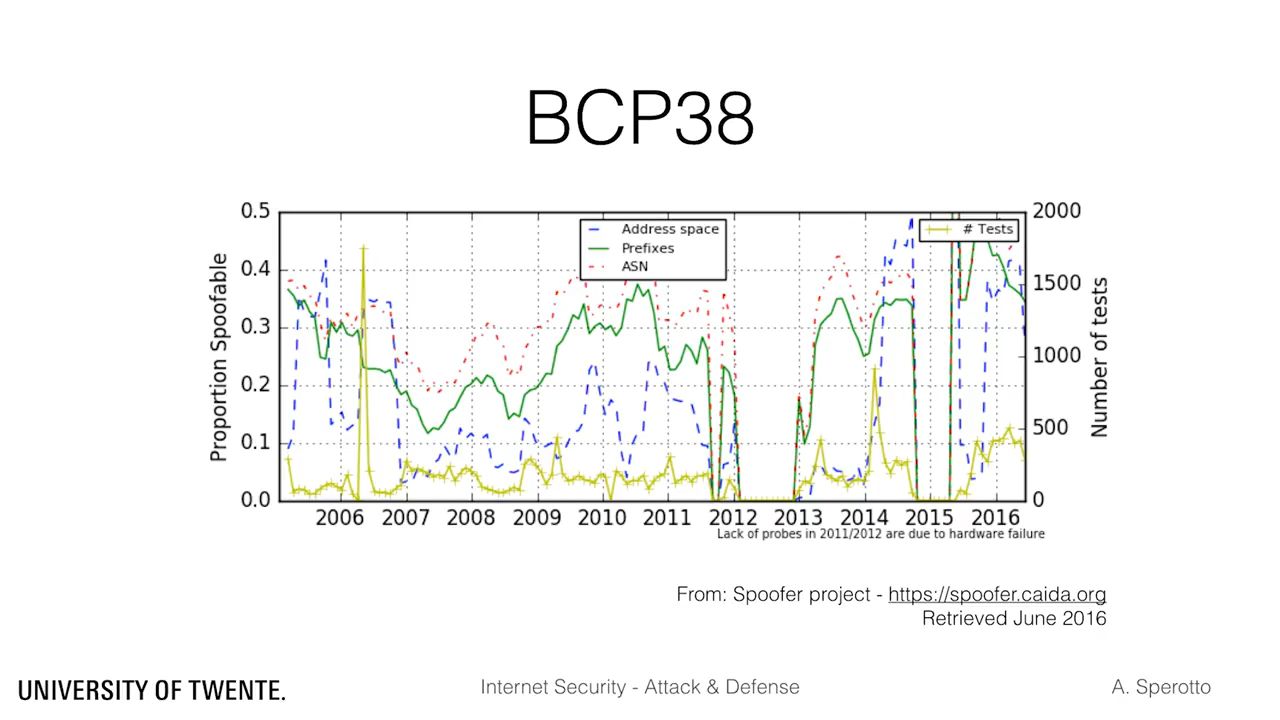 BCP38
0.5
0.4
0.3
0.2
0.1
0.0
Proportion Spoofable
Address space
Prefixes
ASN
# Tests
2000
1500
1000
500
0
Number of tests
2006 2007 2008 2009 2010 2011 2012 2013 2014 2015 2016
Lack of probes in 2011/2012 are due to hardware failure
From: Spoofer project - https://spoofer.caida.org
Retrieved June 2016
UNIVERSITY OF TWENTE.
Internet Security - Attack & Defense
A. Sperotto